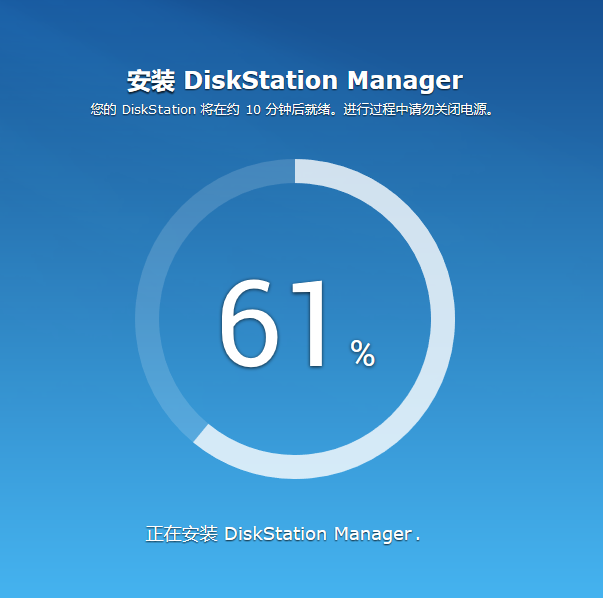 安装 DiskStation Manager
您的 DiskStation 将在约 10 分钟后就绪。进行过程中请勿关闭电源。
61 %
正在安装 DiskStation Manager .